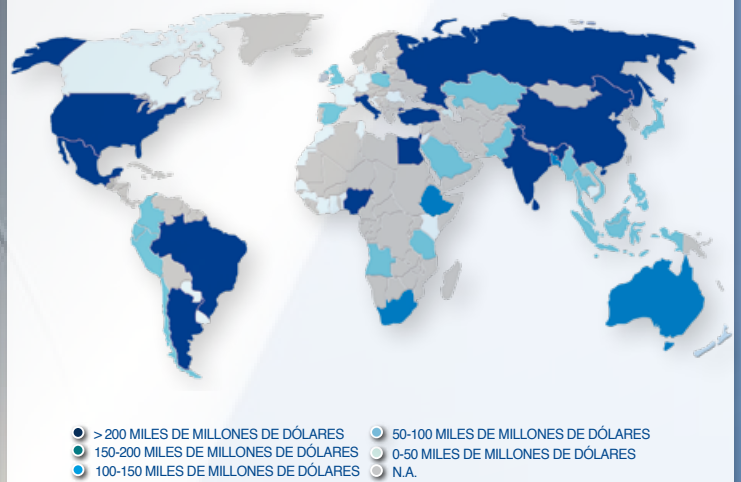 > 200 MILES DE MILLONES DE DÓLARES
150-200 MILES DE MILLONES DE DÓLARES
100-150 MILES DE MILLONES DE DÓLARES
50-100 MILES DE MILLONES DE DÓLARES
0-50 MILES DE MILLONES DE DÓLARES
N.A.